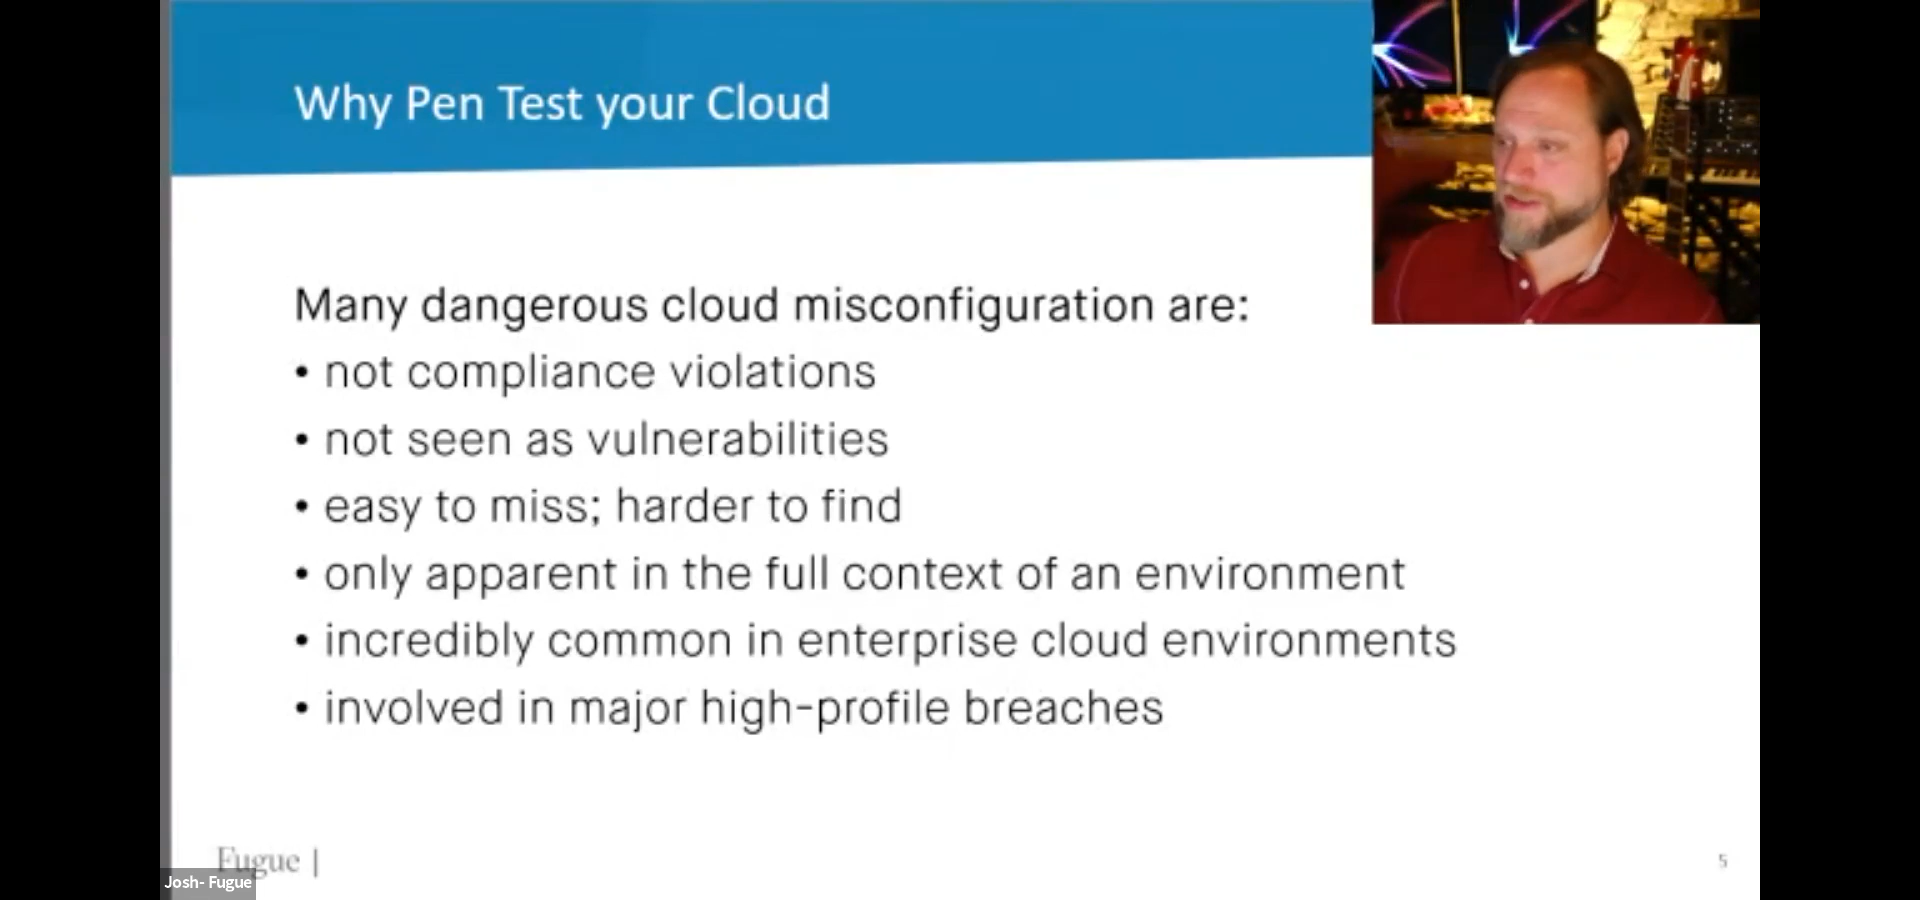 Why Pen Test your Cloud
Many dangerous cloud misconfiguration are:
• not compliance violations
• not seen as vulnerabilities
• easy to miss; harder to find
• only apparent in the full context of an environment
• incredibly common in enterprise cloud environments
• involved in major high-profile breaches
Fugue |
5
Josh- Fugue